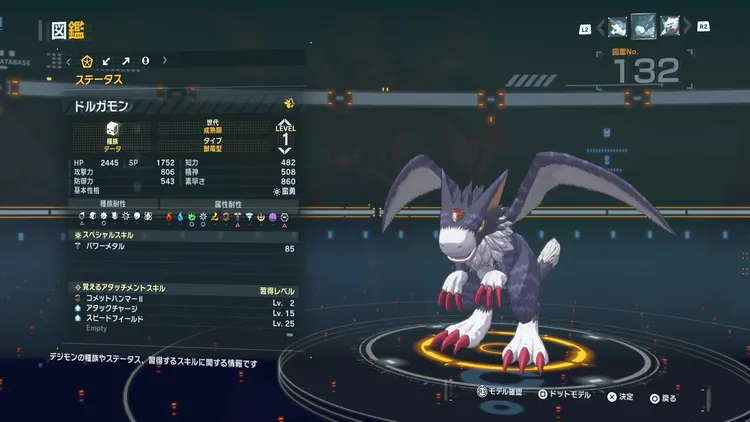 図鑑
DATABASE
L2
R2
図鑑No.
132
ステータス
ドルガモン
種族
データ
世代
成熟期
タイプ
獣竜型
LEVEL
1
HP 2445 SP 1752 知力 482
攻撃力 806 精神 508
防御力 543 素早さ 860
基本性格 蛮勇
種族耐性 属性耐性
スペシャルスキル
パワーメタル 85
覚えるアタッチメントスキル 習得レベル
コメットハンマーII Lv. 2
アタックチャージ Lv. 15
スピードフィールド Lv. 25
Empty
デジモンの種族やステータス、習得するスキルに関する情報です
R3 モデル確認 ドットモデル 決定 戻る